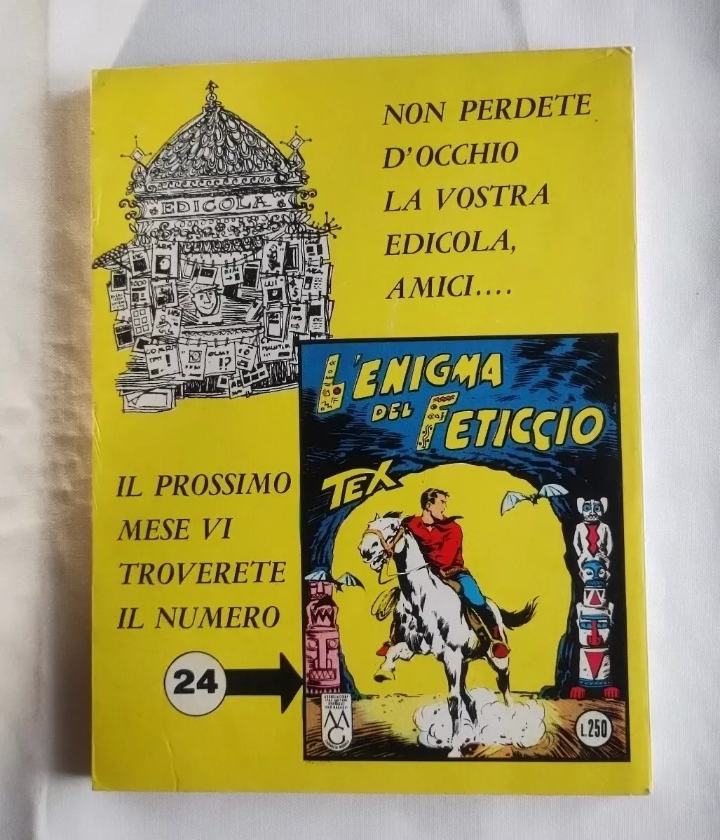 EDICOLA
NON PERDETE
D'OCCHIO
LA VOSTRA
EDICOLA,
AMICI....
L'ENIGMA
DEL FETICCIO
TEX
IL PROSSIMO
MESE VI
TROVERETE
IL NUMERO
24
MG
L.250